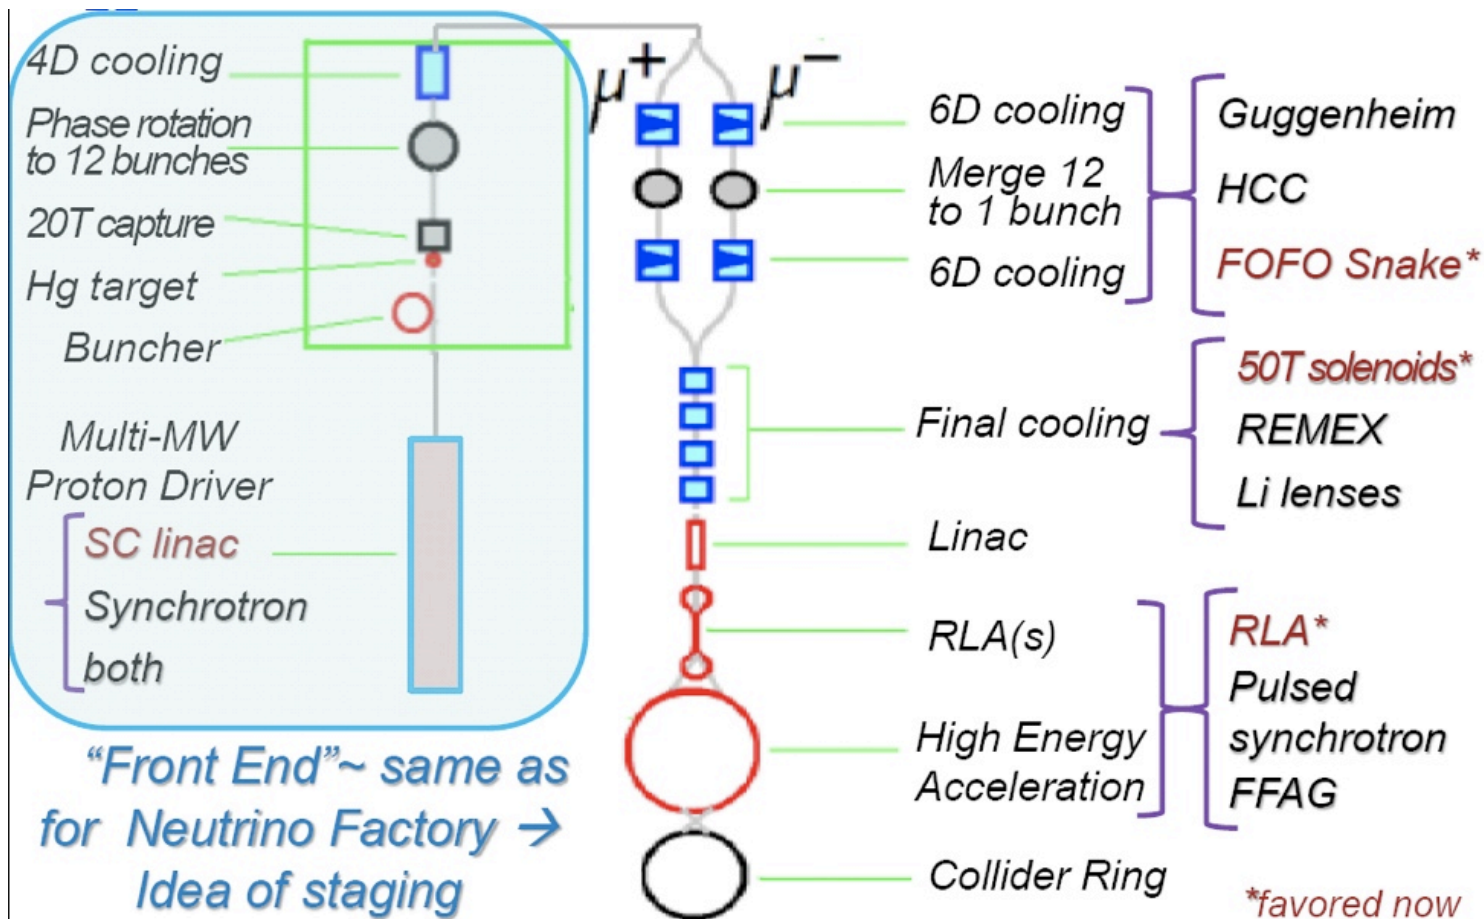 4D cooling
Phase rotation
to 12 bunches
20T capture
Hg target
Buncher
Multi-MW
Proton Driver
SC linac
Synchrotron
both
“Front End”~ same as
for Neutrino Factory →
Idea of staging
μ+
μ−
6D cooling
Merge 12
to 1 bunch
6D cooling
Final cooling
Linac
RLA(s)
High Energy
Acceleration
Collider Ring
Guggenheim
HCC
FOFO Snake*
50T solenoids*
REMEX
Li lenses
RLA*
Pulsed
synchrotron
FFAG
*favored now